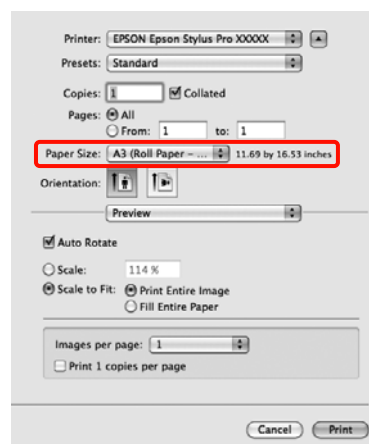 Printer: EPSON Epson Stylus Pro XXXXX
Presets: Standard
Copies: 1 Collated
Pages: All
From: 1 to: 1
Paper Size: A3 (Roll Paper – ... 11.69 by 16.53 inches
Orientation:
Preview
Auto Rotate
Scale: 114 %
Scale to Fit: Print Entire Image
Fill Entire Paper
Images per page: 1
Print 1 copies per page
Cancel Print